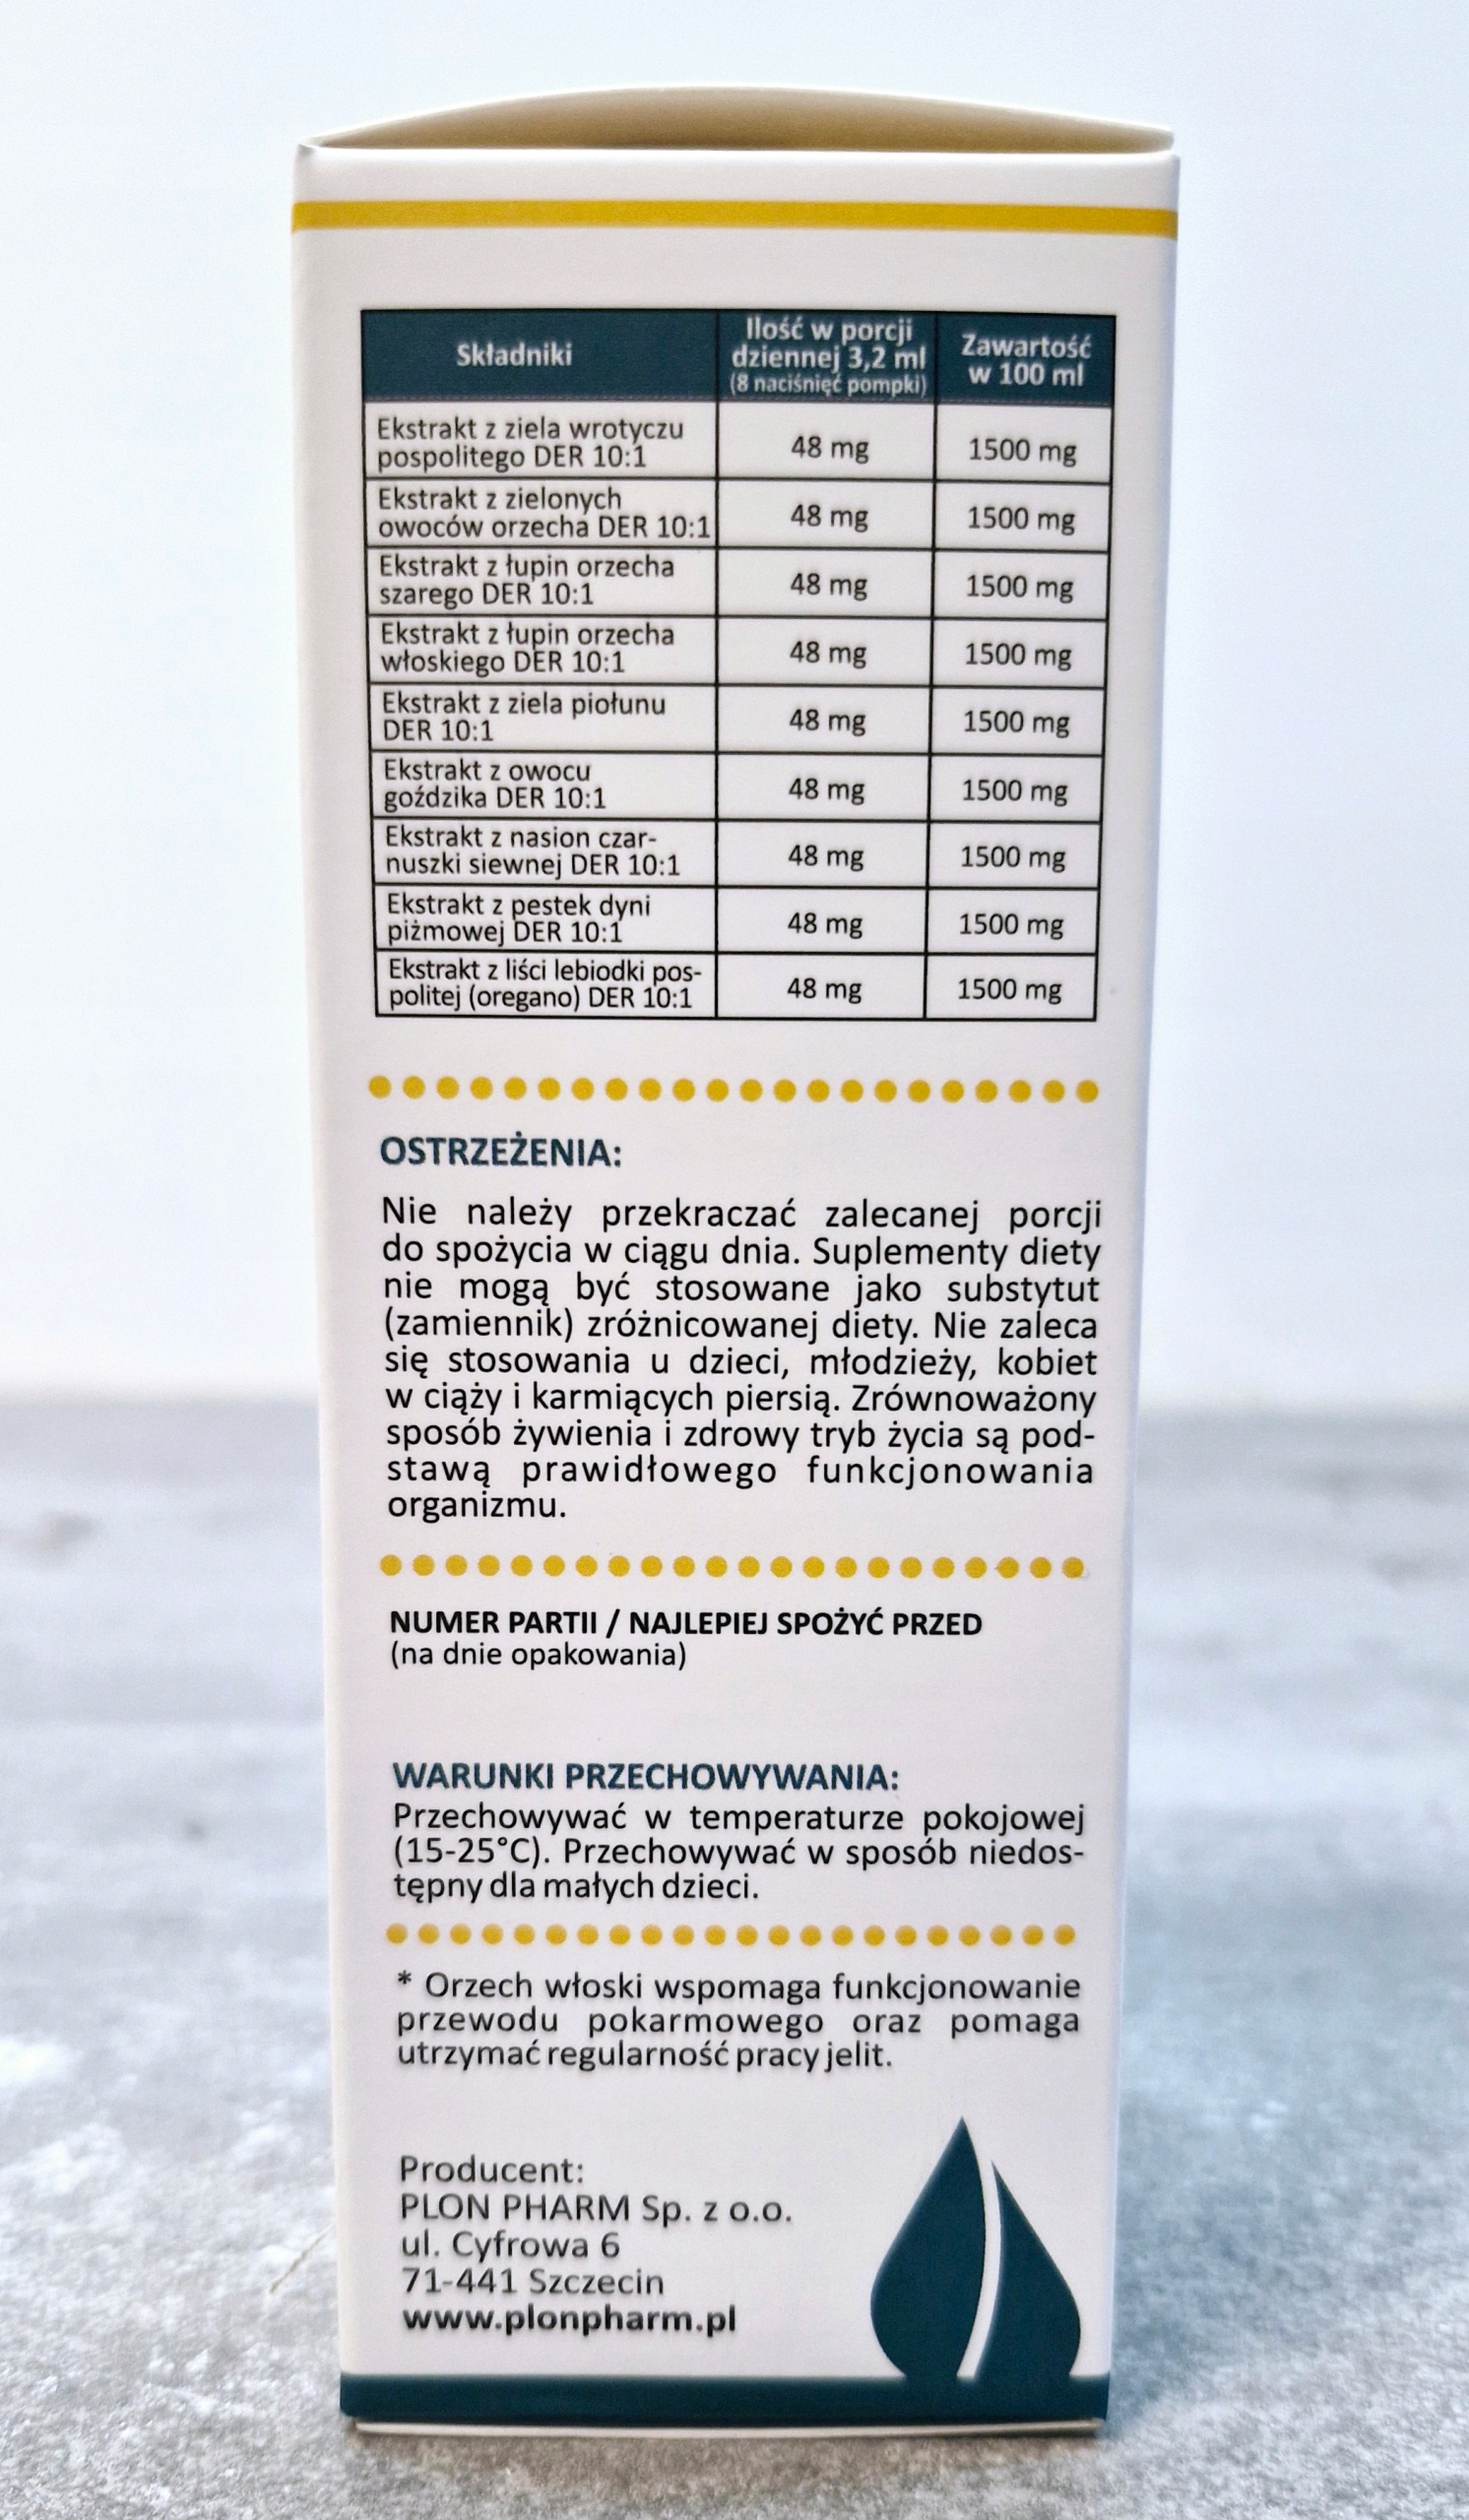 Składniki
Ilość w porcji
dziennej 3,2 ml
(8 naciśnięć pompki)
Zawartość
w 100 ml
Ekstrakt z ziela wrotyczu
pospolitego DER 10:1
48 mg
1500 mg
Ekstrakt z zielonych
owoców orzecha DER 10:1
48 mg
1500 mg
Ekstrakt z łupin orzecha
szarego DER 10:1
48 mg
1500 mg
Ekstrakt z łupin orzecha
włoskiego DER 10:1
48 mg
1500 mg
Ekstrakt z ziela piołunu
DER 10:1
48 mg
1500 mg
Ekstrakt z owocu
goździka DER 10:1
48 mg
1500 mg
Ekstrakt z nasion czar-
nuszki siewnej DER 10:1
48 mg
1500 mg
Ekstrakt z pestek dyni
piżmowej DER 10:1
48 mg
1500 mg
Ekstrakt z liści lebiodki pos-
politej (oregano) DER 10:1
48 mg
1500 mg
OSTRZEŻENIA:
Nie należy przekraczać zalecanej porcji
do spożycia w ciągu dnia. Suplementy diety
nie mogą być stosowane jako substytut
(zamiennik) zróżnicowanej diety. Nie zaleca
się stosowania u dzieci, młodzieży, kobiet
w ciąży i karmiących piersią. Zrównoważony
sposób żywienia i zdrowy tryb życia są pod-
stawą prawidłowego funkcjonowania
organizmu.
NUMER PARTII / NAJLEPIEJ SPOŻYĆ PRZED
(na dnie opakowania)
WARUNKI PRZECHOWYWANIA:
Przechowywać w temperaturze pokojowej
(15-25°C). Przechowywać w sposób niedos-
tępny dla małych dzieci.
* Orzech włoski wspomaga funkcjonowanie
przewodu pokarmowego oraz pomaga
utrzymać regularność pracy jelit.
Producent:
PLON PHARM Sp. z o.o.
ul. Cyfrowa 6
71-441 Szczecin
www.plonpharm.pl